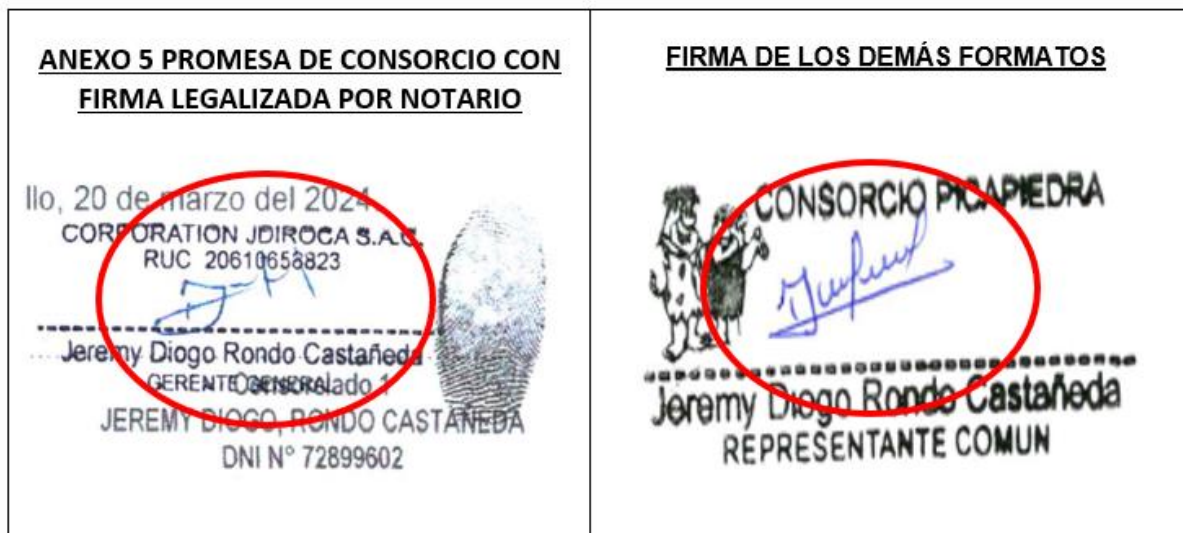 ANEXO 5 PROMESA DE CONSORCIO CON
FIRMA LEGALIZADA POR NOTARIO
Ilo, 20 de marzo del 2024
CORPORATION JDIROCA S.A.C.
RUC 20610658823
Jeremy Diogo Rondo Castañeda
GERENTE GENERAL
Consorciado 1
JEREMY DIOGO, RONDO CASTAÑEDA
DNI N° 72899602
FIRMA DE LOS DEMÁS FORMATOS
CONSORCIO PICAPIEDRA
Jeremy Diogo Rondo Castañeda
REPRESENTANTE COMUN